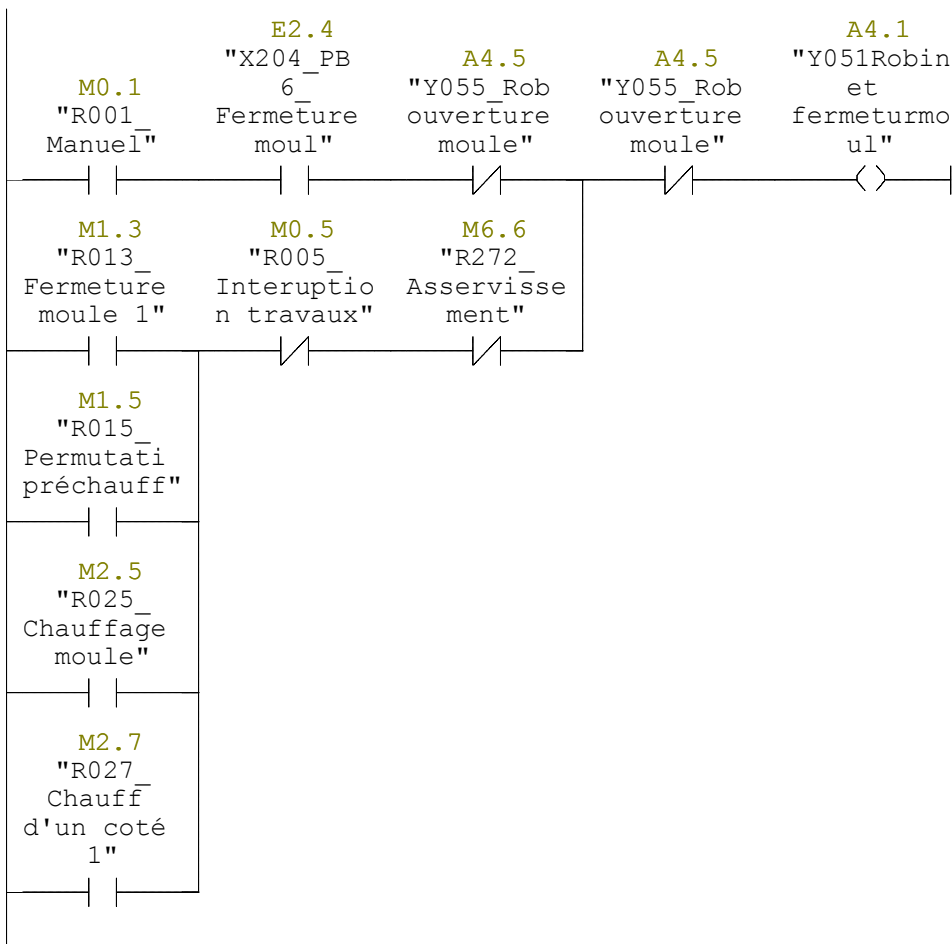 M0.1
"R001_
Manuel"
E2.4
"X204_PB
6_
Fermeture
moul"
A4.5
"Y055_Rob
ouverture
moule"
A4.5
"Y055_Rob
ouverture
moule"
A4.1
"Y051Robin
et
fermeturmo
ul"
M1.3
"R013_
Fermeture
moule 1"
M0.5
"R005_
Interuptio
n travaux"
M6.6
"R272_
Asservisse
ment"
M1.5
"R015_
Permutati
préchauff"
M2.5
"R025_
Chauffage
moule"
M2.7
"R027_
Chauff
d'un coté
1"